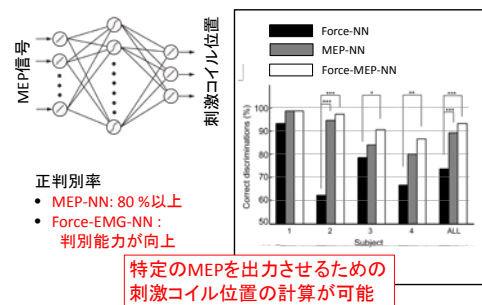 MEP信号
刺激コイル位置
正判別率
• MEP-NN: 80 %以上
• Force-EMG-NN :
判別能力が向上
Force-NN
MEP-NN
Force-MEP-NN
Correct discriminations (%)
100
90
80
70
60
50
*** *** * ** *** ***
1 2 3 4 ALL
Subject
特定のMEPを出力させるための
刺激コイル位置の計算が可能